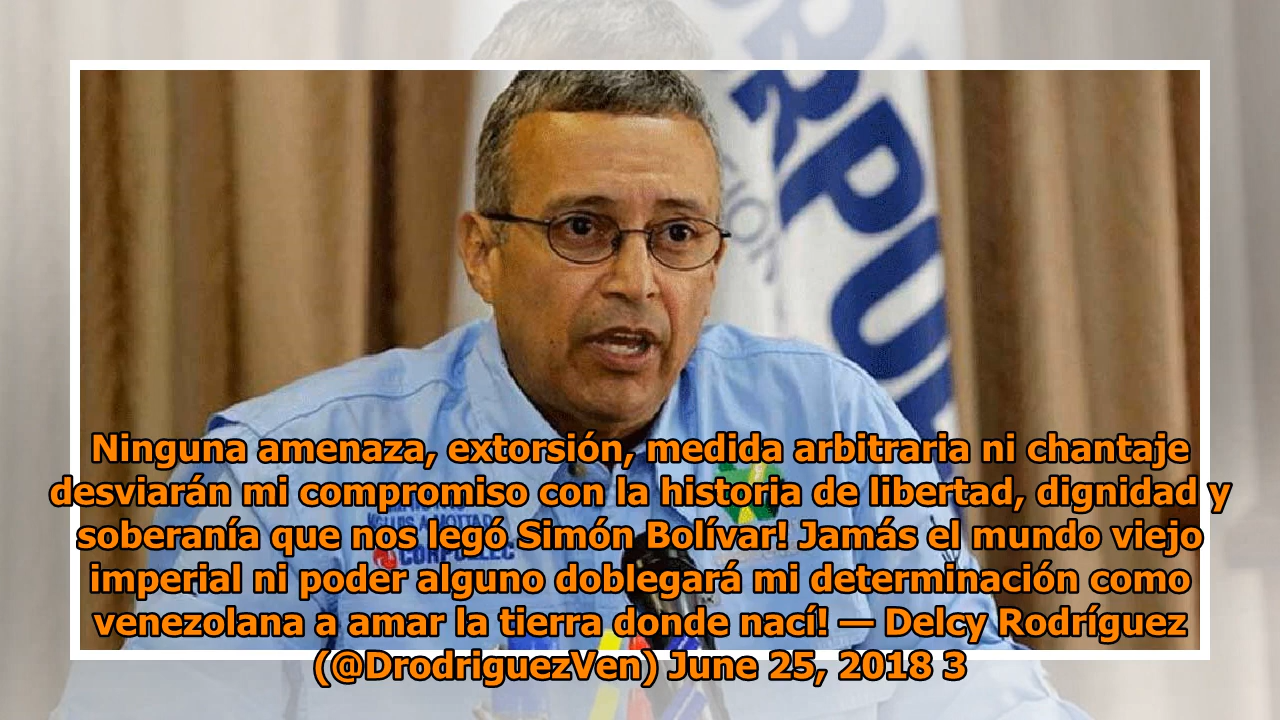 Ninguna amenaza, extorsión, medida arbitraria ni chantaje
desviarán mi compromiso con la historia de libertad, dignidad y
soberanía que nos legó Simón Bolívar! Jamás el mundo viejo
imperial ni poder alguno doblegará mi determinación como
venezolana a amar la tierra donde nací! — Delcy Rodríguez
(@DrodriguezVen) June 25, 2018 3
CORPOELEC